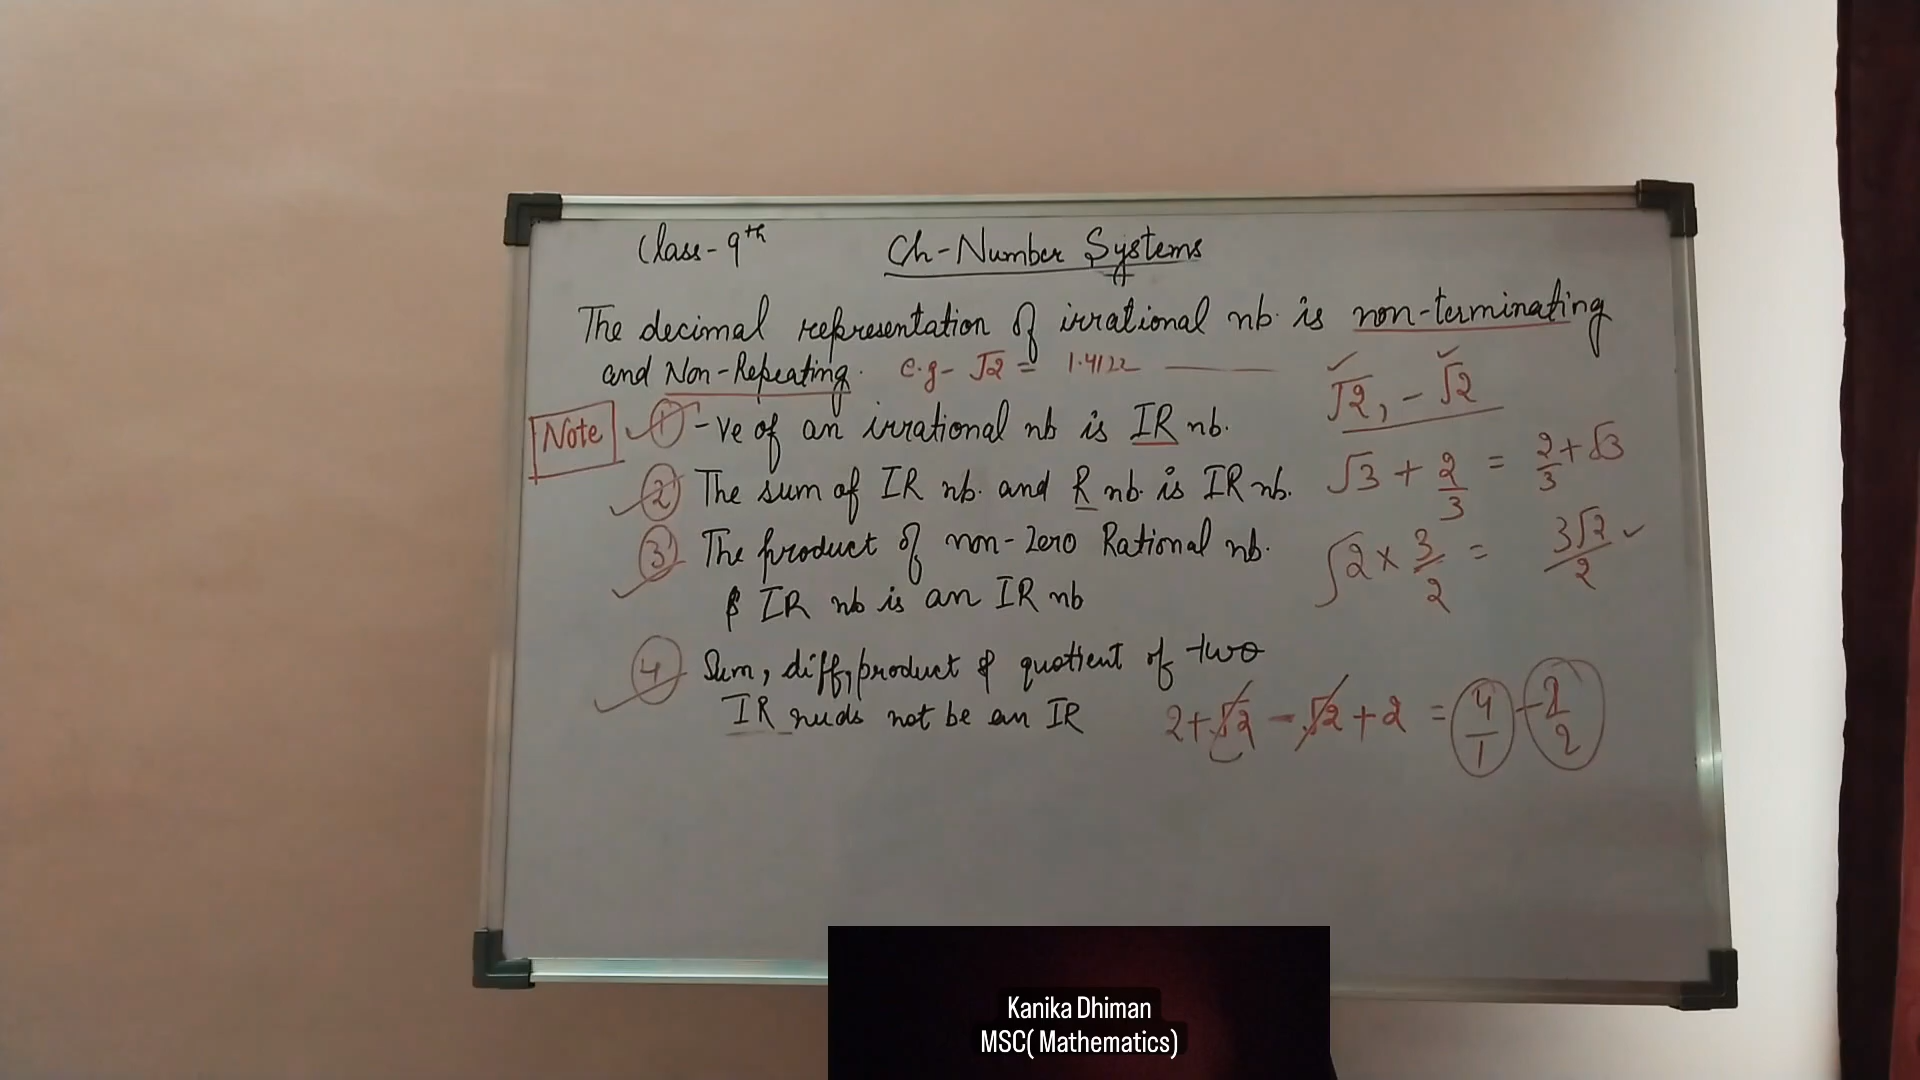 Class-9th Ch-Number Systems
The decimal representation of irrational nb. is non-terminating
and Non-Repeating. e.g- √2 = 1.4122 ———
√2, -√2
Note ① -ve of an irrational nb is IR nb.
② The sum of IR nb. and R nb. is IR nb. √3 + 2/3 = 2/3 + √3
③ The product of non-zero Rational nb. √2 × 3/2 = 3√2/2
& IR nb is an IR nb
④ Sum, diff, product & quotient of two
IR nuds not be an IR 2+√2 - √2 + 2 = 4/1
Kanika Dhiman
MSC( Mathematics)